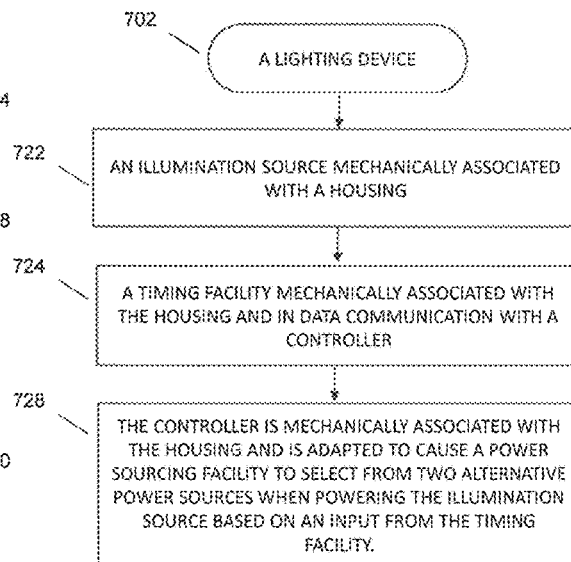 702
A LIGHTING DEVICE
4
722
AN ILLUMINATION SOURCE MECHANICALLY ASSOCIATED
WITH A HOUSING
8
724
A TIMING FACILITY MECHANICALLY ASSOCIATED WITH
THE HOUSING AND IN DATA COMMUNICATION WITH A
CONTROLLER
728
THE CONTROLLER IS MECHANICALLY ASSOCIATED WITH
THE HOUSING AND IS ADAPTED TO CAUSE A POWER
0
SOURCING FACILITY TO SELECT FROM TWO ALTERNATIVE
POWER SOURCES WHEN POWERING THE ILLUMINATION
SOURCE BASED ON AN INPUT FROM THE TIMING
FACILITY.